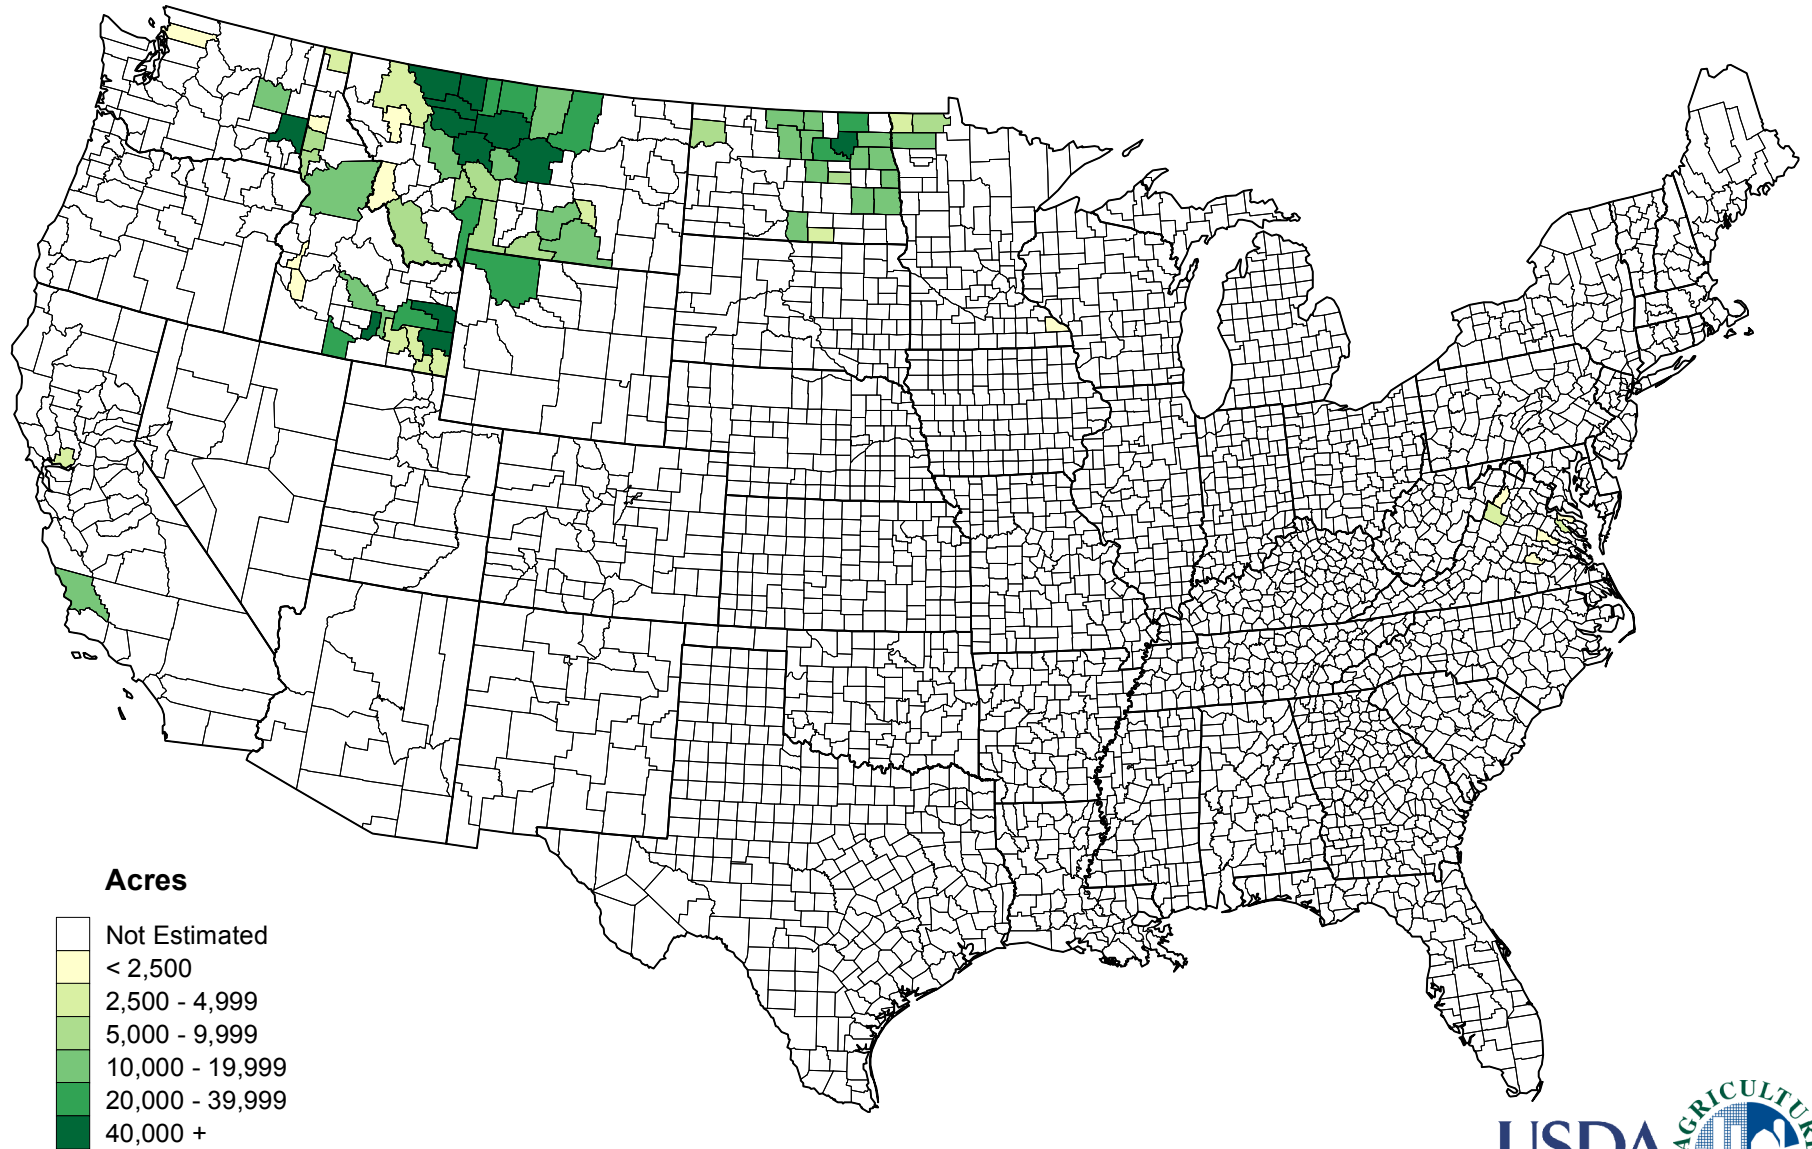 Acres
Not Estimated
< 2,500
2,500 - 4,999
5,000 - 9,999
10,000 - 19,999
20,000 - 39,999
40,000 +
USDA